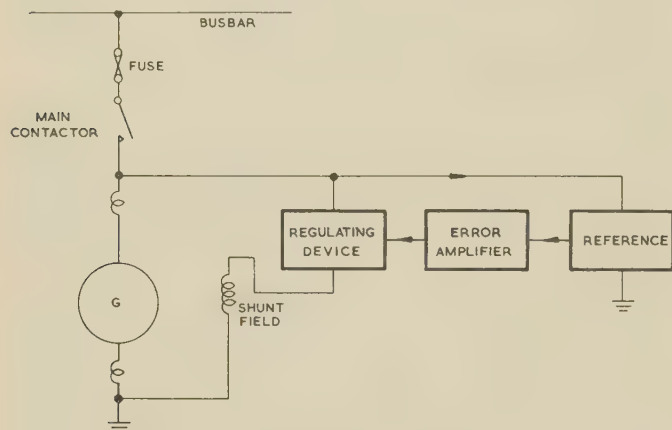 BUSBAR
FUSE
MAIN
CONTACTOR
REGULATING
DEVICE
ERROR
AMPLIFIER
REFERENCE
G
SHUNT
FIELD